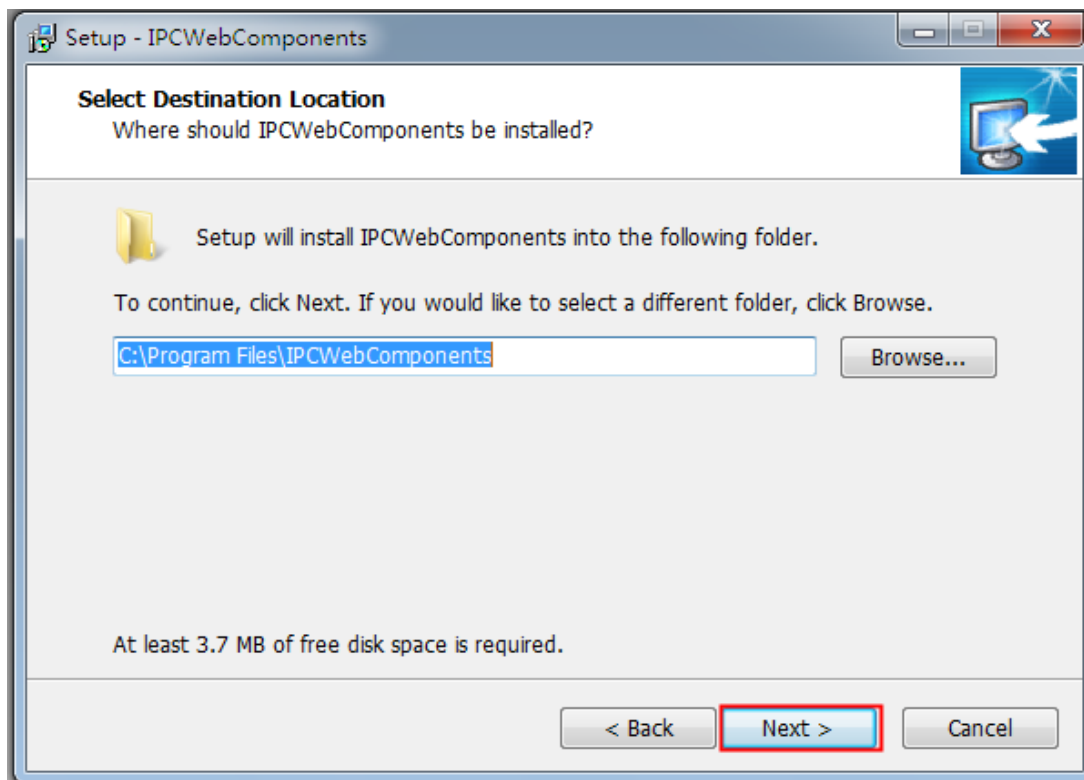 Setup - IPCWebComponents
Select Destination Location
Where should IPCWebComponents be installed?
Setup will install IPCWebComponents into the following folder.
To continue, click Next. If you would like to select a different folder, click Browse.
C:\Program Files\IPCWebComponents
Browse...
At least 3.7 MB of free disk space is required.
< Back
Next >
Cancel